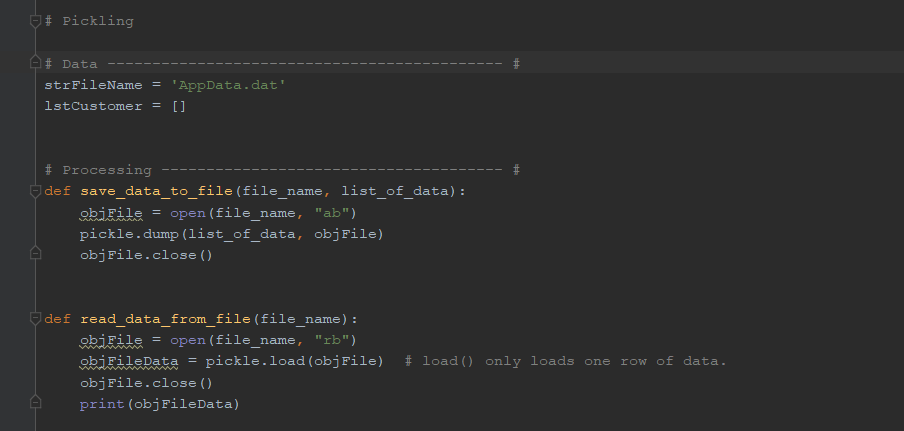 # Pickling
# Data -------------------------------------------- #
strFileName = 'AppData.dat'
lstCustomer = []
# Processing -------------------------------------- #
def save_data_to_file(file_name, list_of_data):
objFile = open(file_name, "ab")
pickle.dump(list_of_data, objFile)
objFile.close()
def read_data_from_file(file_name):
objFile = open(file_name, "rb")
objFileData = pickle.load(objFile)  # load() only loads one row of data.
objFile.close()
print(objFileData)